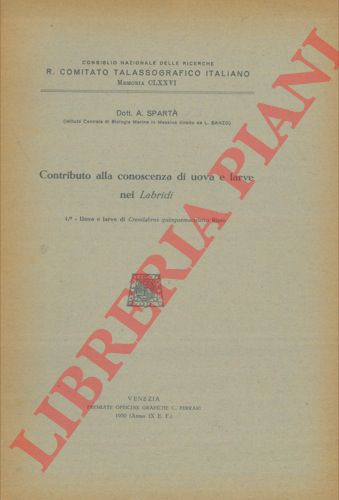 CONSIGLIO NAZIONALE DELLE RICERCHE
R. COMITATO TALASSOGRAFICO ITALIANO
MEMORIA CLXXVI
Dott. A. SPARTÀ
(Istituto Centrale di Biologia Marina in Messina diretto da L. SANZO)
Contributo alla conoscenza di uova e larve
nei Labridi
1.º - Uova e larve di Crenilabrus quinquemaculatus Risso
VENEZIA
PREMIATE OFFICINE GRAFICHE C. FERRARI
1930 (Anno IX E. F.)
LIBRERIA PIANI